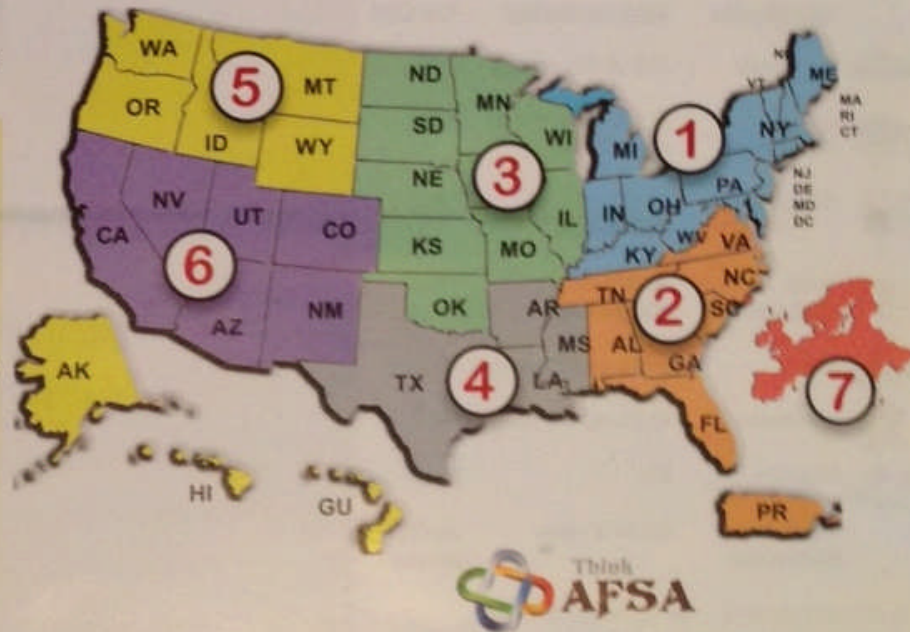 WA
OR
ID
MT
WY
5
ND
SD
NE
KS
OK
MN
WI
IL
MO
3
MI
IN
OH
KY
WV
PA
NY
VT
ME
1
MA
RI
CT
NJ
DE
MD
DC
CA
NV
UT
CO
AZ
NM
6
TX
AR
LA
MS
4
TN
VA
NC
SC
AL
GA
FL
2
PR
7
AK
HI
GU
Think
AFSA